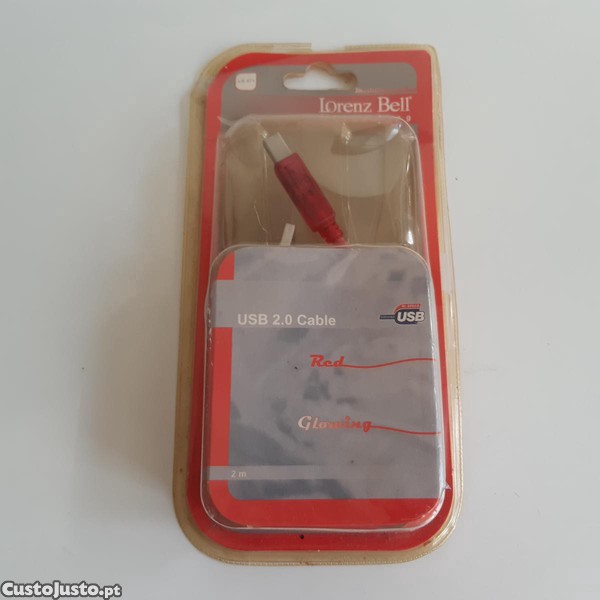 Lorenz Bell
USB 2.0 Cable
USB
Red
Glowing
2 m
CustoJusto.pt